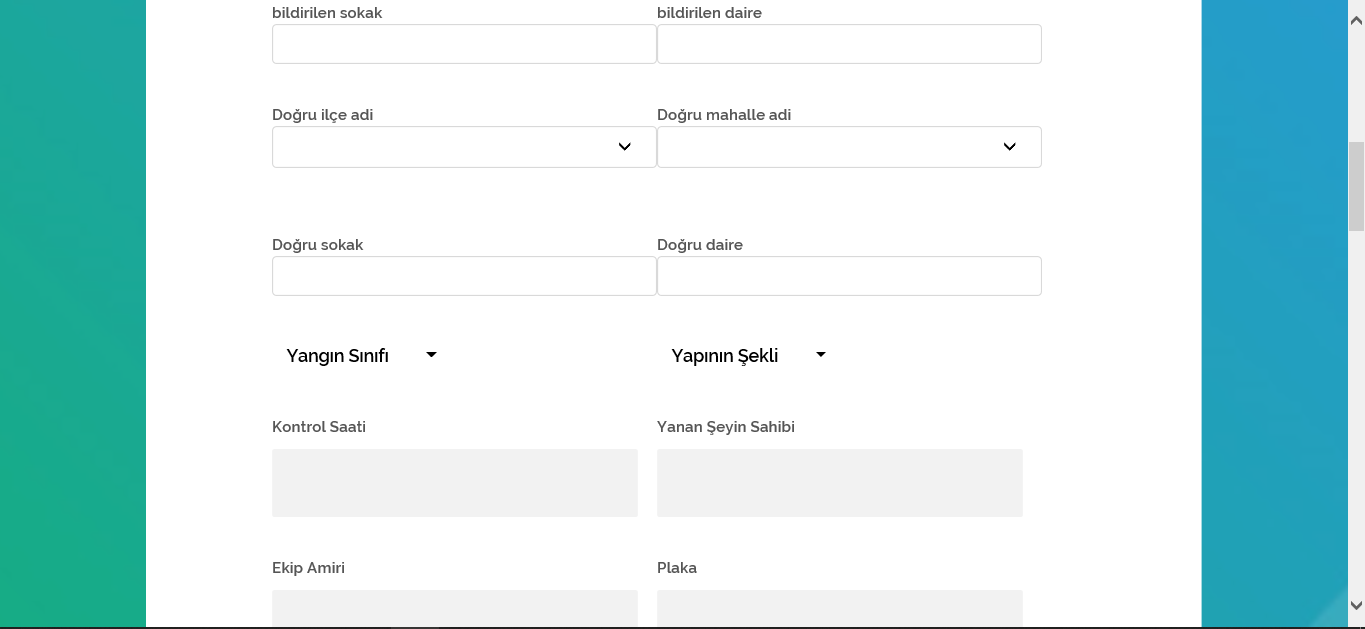 bildirilen sokak
bildirilen daire
Doğru ilçe adi
Doğru mahalle adi
Doğru sokak
Doğru daire
Yangın Sınıfı
Yapının Şekli
Kontrol Saati
Yanan Şeyin Sahibi
Ekip Amiri
Plaka